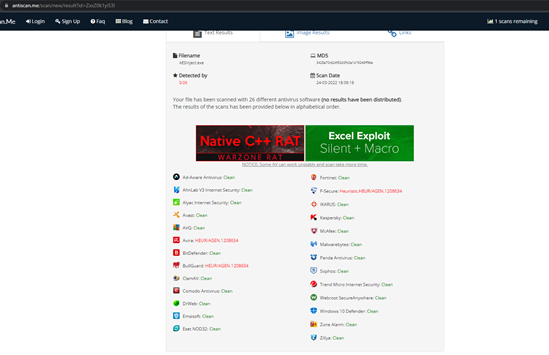 antiscan.me/scan/new/result?id=ZxoZ0k1yI53l
an.Me Login Sign Up Faq Blog Contact 1 scans remaining
Text Results Image Results Links
Filename MD5
AESInject.exe
Detected by Scan Date
3/26 24-03-2022 18:08:18
Your file has been scanned with 26 different antivirus software (no results have been distributed).
The results of the scans has been provided below in alphabetical order.
Native C++ RAT
WARZONE RAT
Excel Exploit
Silent + Macro
NOTICE: Some AV can work unstably and scan take more time.
Ad-Aware Antivirus: Clean
AhnLab V3 Internet Security: Clean
Alyac Internet Security: Clean
Avast: Clean
AVG: Clean
Avira: HEUR/AGEN.1208634
BitDefender: Clean
BullGuard: HEUR/AGEN.1208634
ClamAV: Clean
Comodo Antivirus: Clean
DrWeb: Clean
Emsisoft: Clean
Eset NOD32: Clean
Fortinet: Clean
F-Secure: Heuristic.HEUR/AGEN.1208634
IKARUS: Clean
Kaspersky: Clean
McAfee: Clean
Malwarebytes: Clean
Panda Antivirus: Clean
Sophos: Clean
Trend Micro Internet Security: Clean
Webroot SecureAnywhere: Clean
Windows 10 Defender: Clean
Zone Alarm: Clean
Zillya: Clean